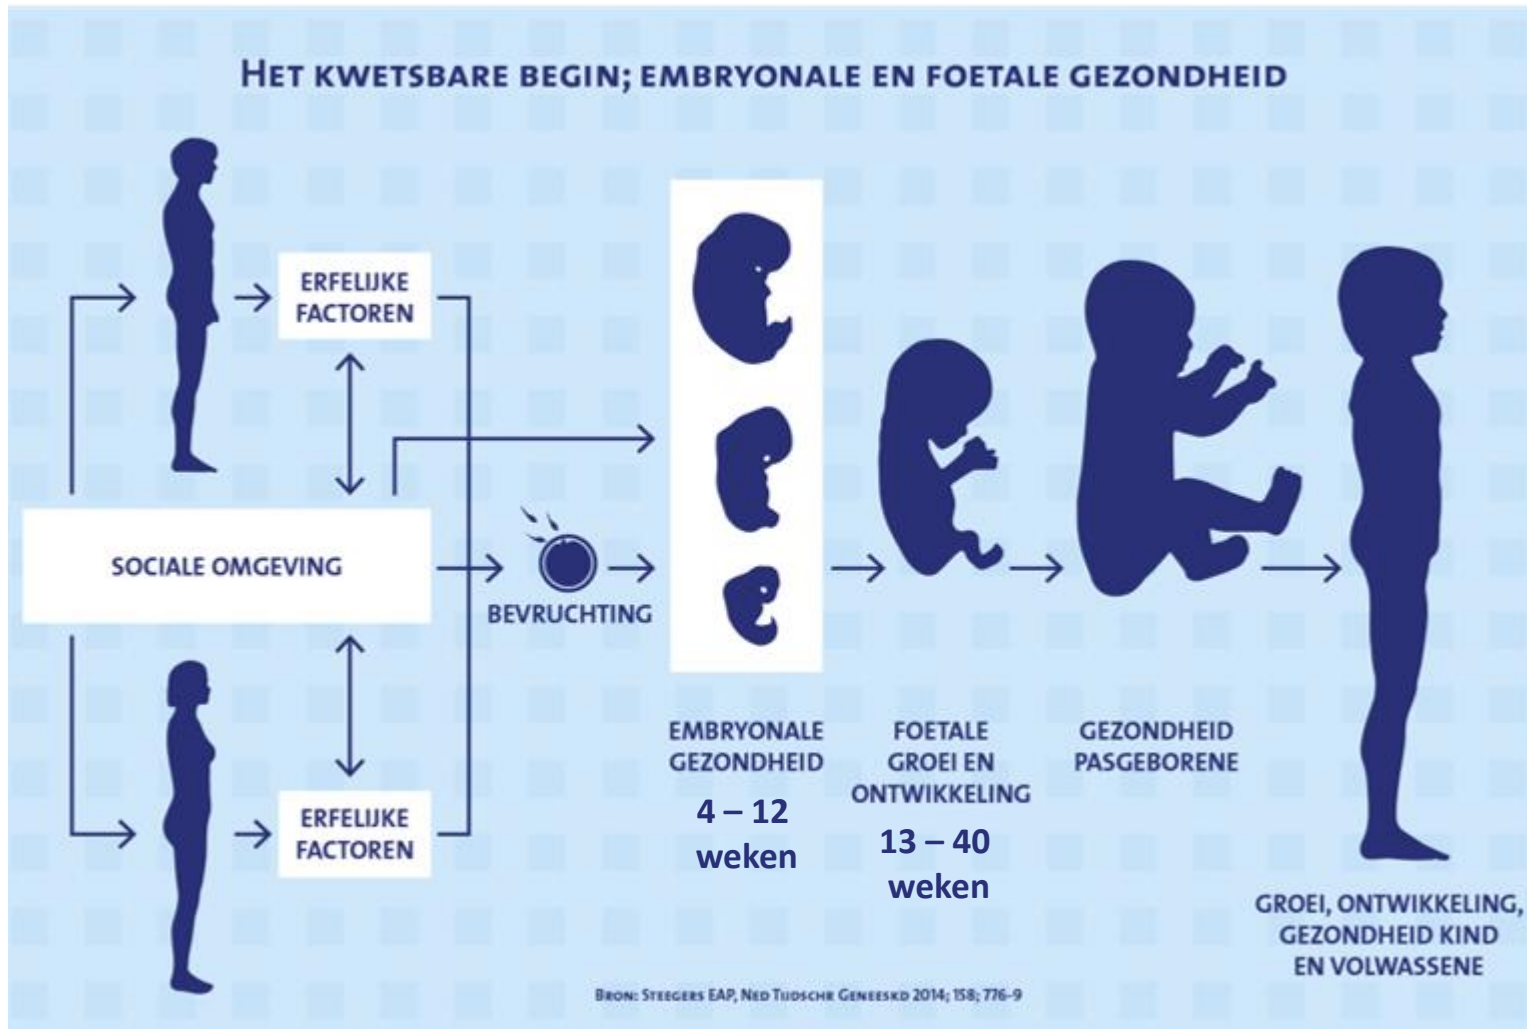 HET KWETSBARE BEGIN; EMBRYONALE EN FOETALE GEZONDHEID
ERFELIJKE
FACTOREN
SOCIALE OMGEVING
BEVRUCHTING
ERFELIJKE
FACTOREN
EMBRYONALE
GEZONDHEID
4 – 12
weken
FOETALE
GROEI EN
ONTWIKKELING
13 – 40
weken
GEZONDHEID
PASGEBORENE
GROEI, ONTWIKKELING,
GEZONDHEID KIND
EN VOLWASSENE
BRON: STEEGERS EAP, NED TIJDSCHR GENEESKD 2014; 158; 776-9